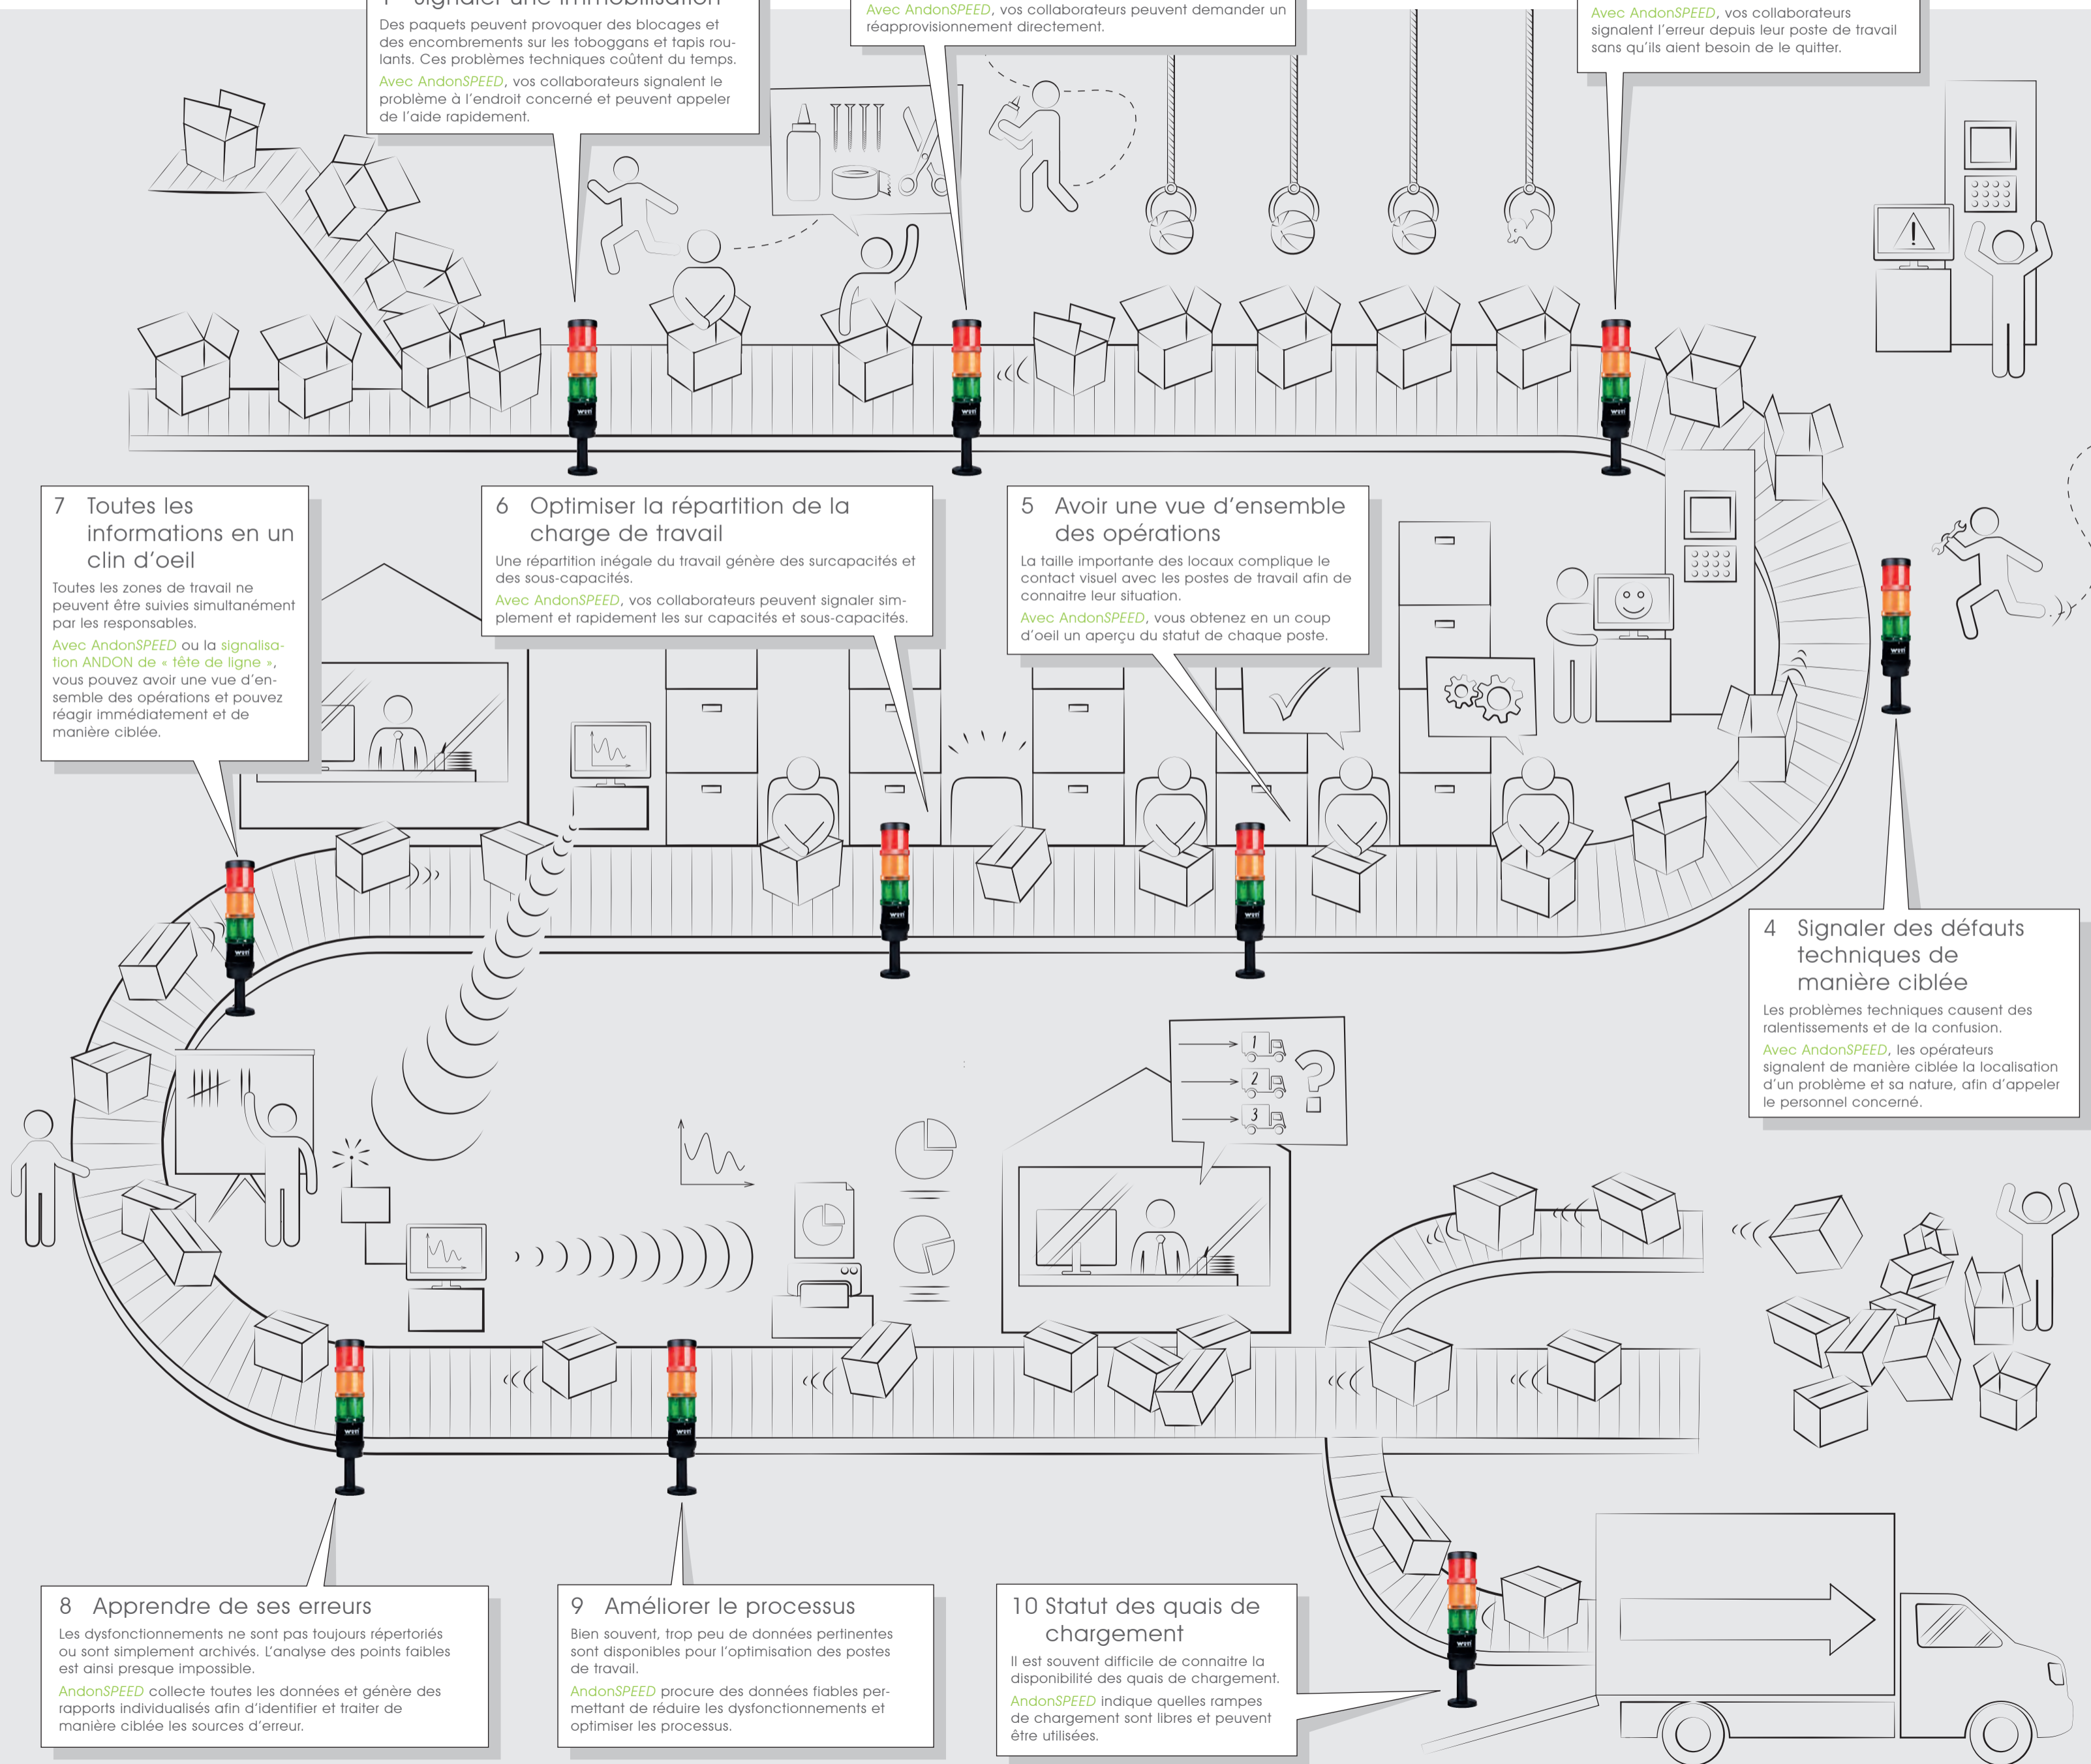 1 Signaler une immobilisation
Des paquets peuvent provoquer des blocages et
des encombrements sur les toboggans et tapis rou-
lants. Ces problèmes techniques coûtent du temps.
Avec AndonSPEED, vos collaborateurs signalent le
problème à l'endroit concerné et peuvent appeler
de l'aide rapidement.
Avec AndonSPEED, vos collaborateurs peuvent demander un
réapprovisionnement directement.
Avec AndonSPEED, vos collaborateurs
signalent l'erreur depuis leur poste de travail
sans qu'ils aient besoin de le quitter.
7 Toutes les
informations en un
clin d'oeil
Toutes les zones de travail ne
peuvent être suivies simultanément
par les responsables.
Avec AndonSPEED ou la signalisa-
tion ANDON de « tête de ligne »,
vous pouvez avoir une vue d'en-
semble des opérations et pouvez
réagir immédiatement et de
manière ciblée.
6 Optimiser la répartition de la
charge de travail
Une répartition inégale du travail génère des surcapacités et
des sous-capacités.
Avec AndonSPEED, vos collaborateurs peuvent signaler sim-
plement et rapidement les sur capacités et sous-capacités.
5 Avoir une vue d'ensemble
des opérations
La taille importante des locaux complique le
contact visuel avec les postes de travail afin de
connaitre leur situation.
Avec AndonSPEED, vous obtenez en un coup
d'oeil un aperçu du statut de chaque poste.
4 Signaler des défauts
techniques de
manière ciblée
Les problèmes techniques causent des
ralentissements et de la confusion.
Avec AndonSPEED, les opérateurs
signalent de manière ciblée la localisation
d'un problème et sa nature, afin d'appeler
le personnel concerné.
1
2
3
?
8 Apprendre de ses erreurs
Les dysfonctionnements ne sont pas toujours répertoriés
ou sont simplement archivés. L'analyse des points faibles
est ainsi presque impossible.
AndonSPEED collecte toutes les données et génère des
rapports individualisés afin d'identifier et traiter de
manière ciblée les sources d'erreur.
9 Améliorer le processus
Bien souvent, trop peu de données pertinentes
sont disponibles pour l'optimisation des postes
de travail.
AndonSPEED procure des données fiables per-
mettant de réduire les dysfonctionnements et
optimiser les processus.
10 Statut des quais de
chargement
Il est souvent difficile de connaitre la
disponibilité des quais de chargement.
AndonSPEED indique quelles rampes
de chargement sont libres et peuvent
être utilisées.